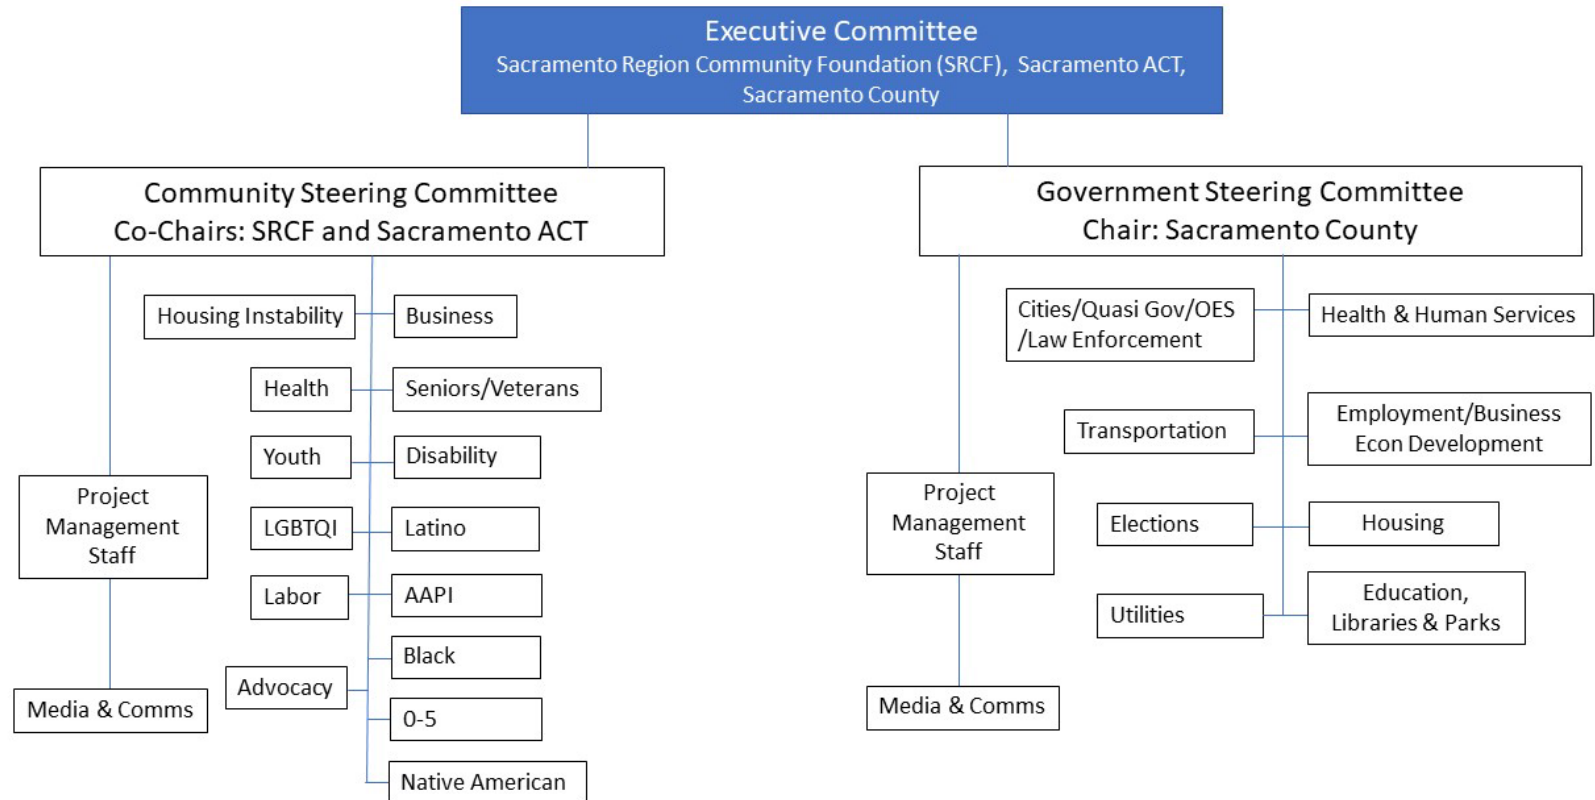 Executive Committee
Sacramento Region Community Foundation (SRCF), Sacramento ACT,
Sacramento County
Community Steering Committee
Co-Chairs: SRCF and Sacramento ACT
Housing Instability
Business
Health
Seniors/Veterans
Youth
Disability
LGBTQI
Latino
Labor
AAPI
Black
Advocacy
0-5
Native American
Project
Management
Staff
Media & Comms
Government Steering Committee
Chair: Sacramento County
Cities/Quasi Gov/OES
/Law Enforcement
Health & Human Services
Transportation
Employment/Business
Econ Development
Elections
Housing
Utilities
Education,
Libraries & Parks
Project
Management
Staff
Media & Comms